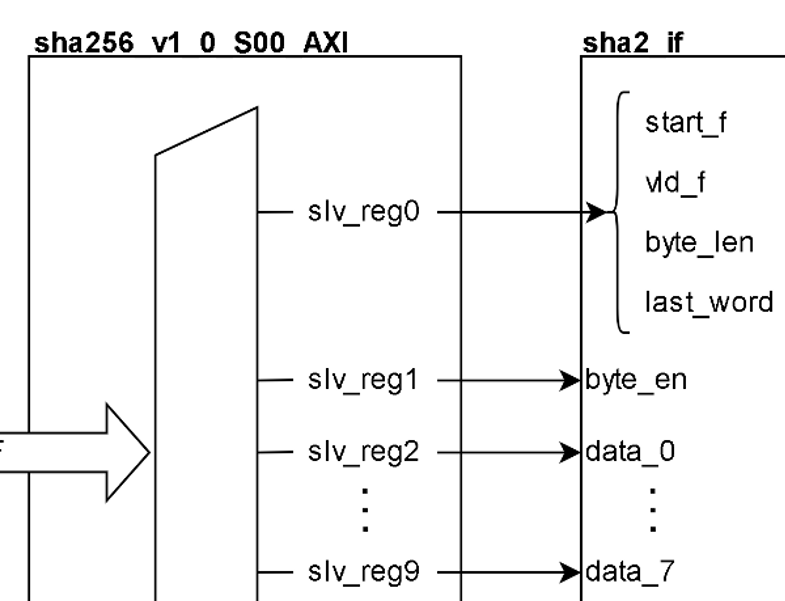 sha256_v1_0_S00_AXI
sha2_if
start_f
vld_f
byte_len
last_word
slv_reg0
slv_reg1
byte_en
slv_reg2
data_0
slv_reg9
data_7